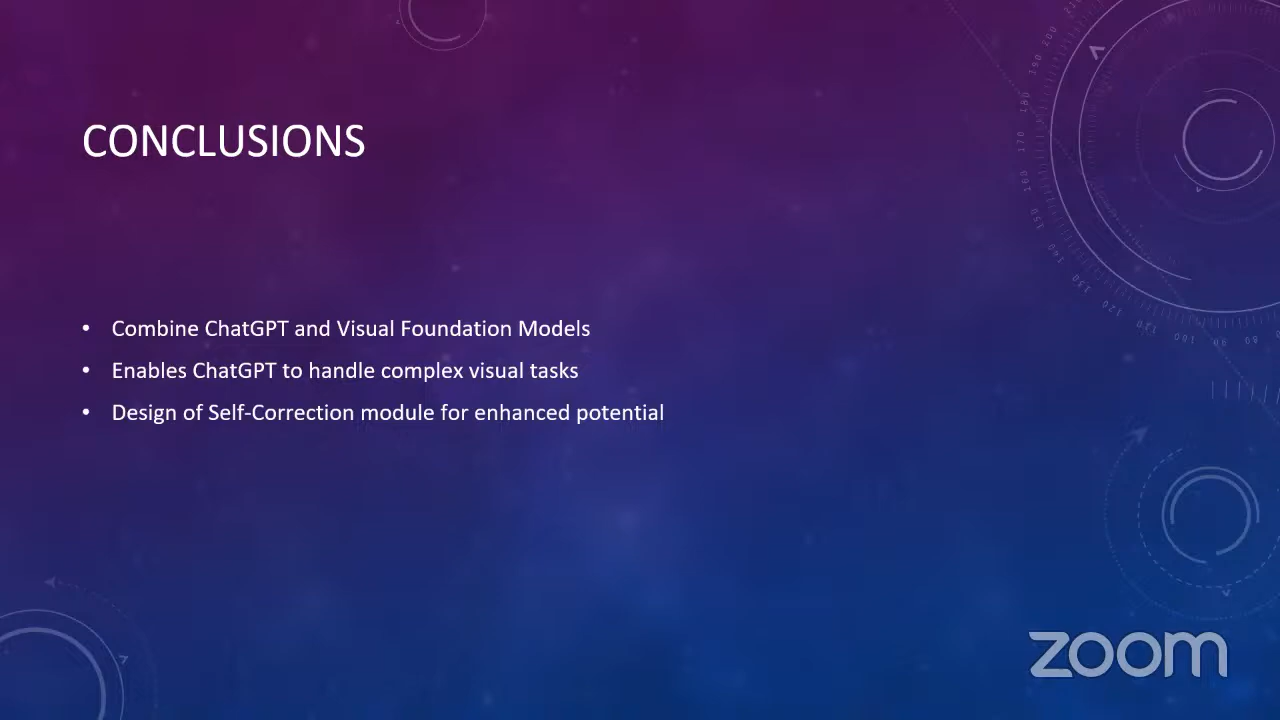 CONCLUSIONS
• Combine ChatGPT and Visual Foundation Models
• Enables ChatGPT to handle complex visual tasks
• Design of Self-Correction module for enhanced potential
zoom